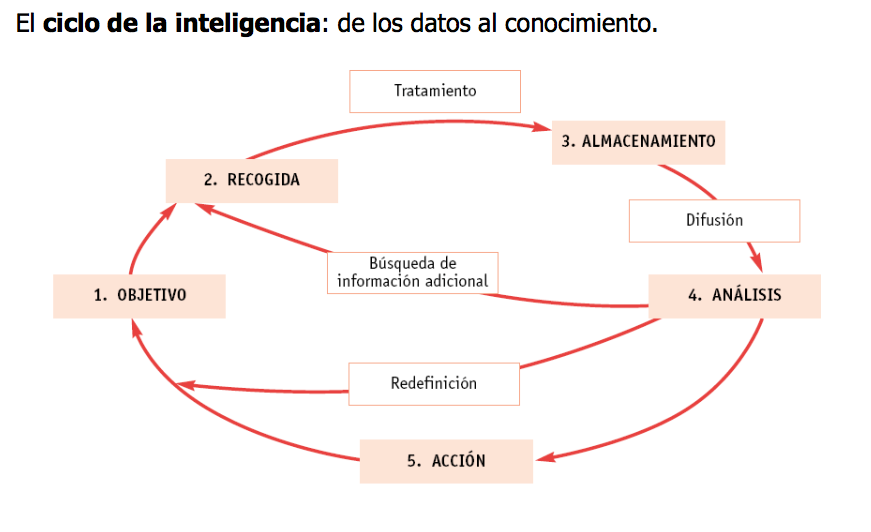 El ciclo de la inteligencia: de los datos al conocimiento.
Tratamiento
3. ALMACENAMIENTO
2. RECOGIDA
Difusión
Búsqueda de
información adicional
1. OBJETIVO
4. ANÁLISIS
Redefinición
5. ACCIÓN